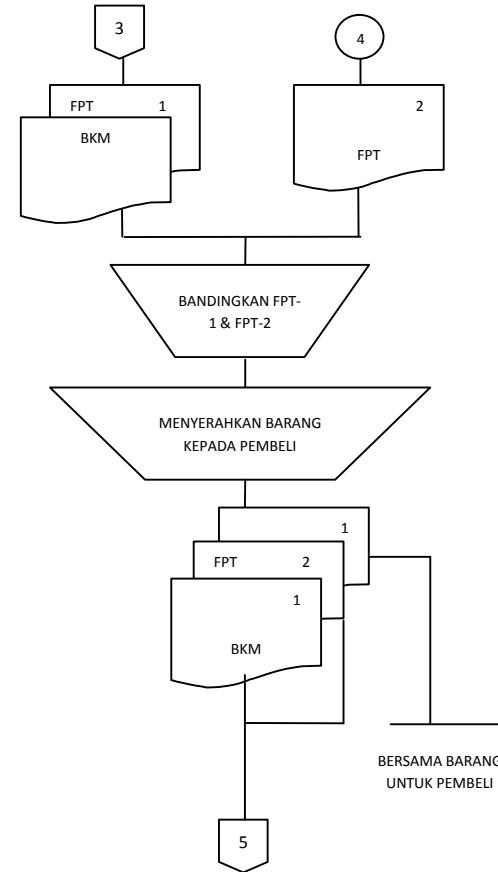 3
4
FPT 1
BKM
2
FPT
BANDINGKAN FPT-
1 & FPT-2
MENYERAHKAN BARANG
KEPADA PEMBELI
1
FPT 2
1
BKM
BERSAMA BARANG
UNTUK PEMBELI
5